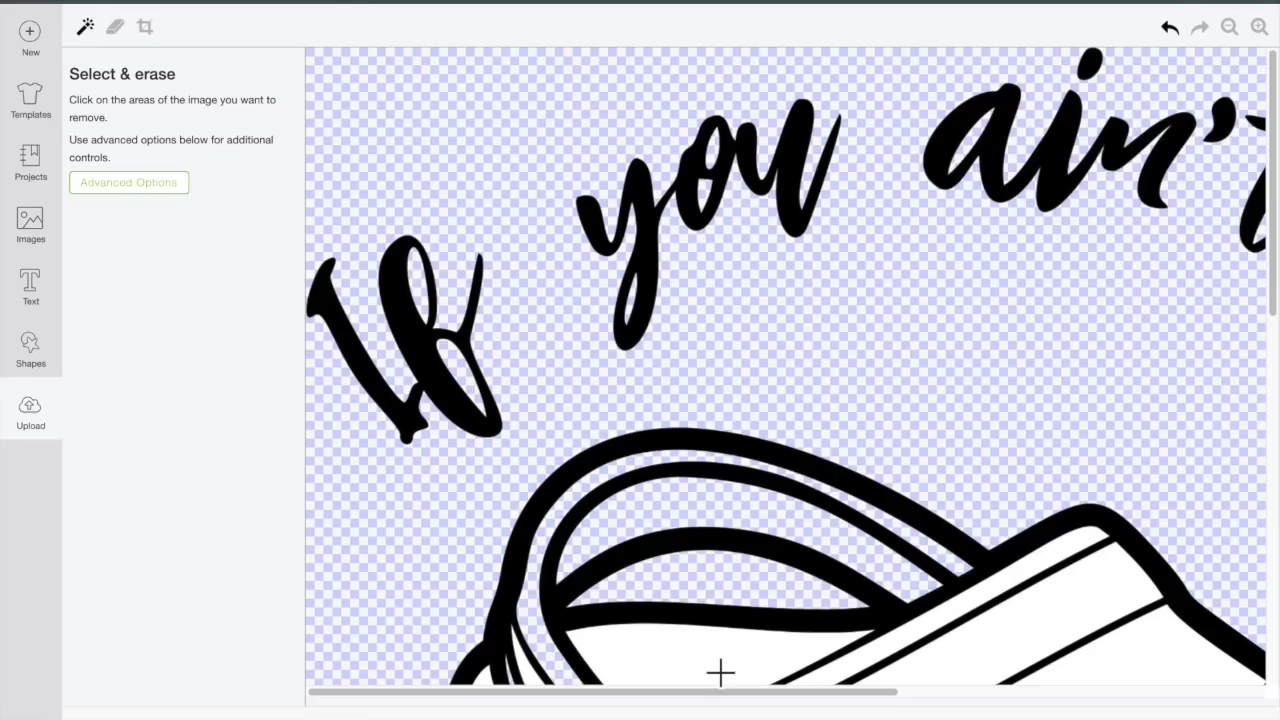 New
Templates
Projects
Images
Text
Shapes
Upload
Select & erase
Click on the areas of the image you want to
remove.
Use advanced options below for additional
controls.
Advanced Options
If you ain't